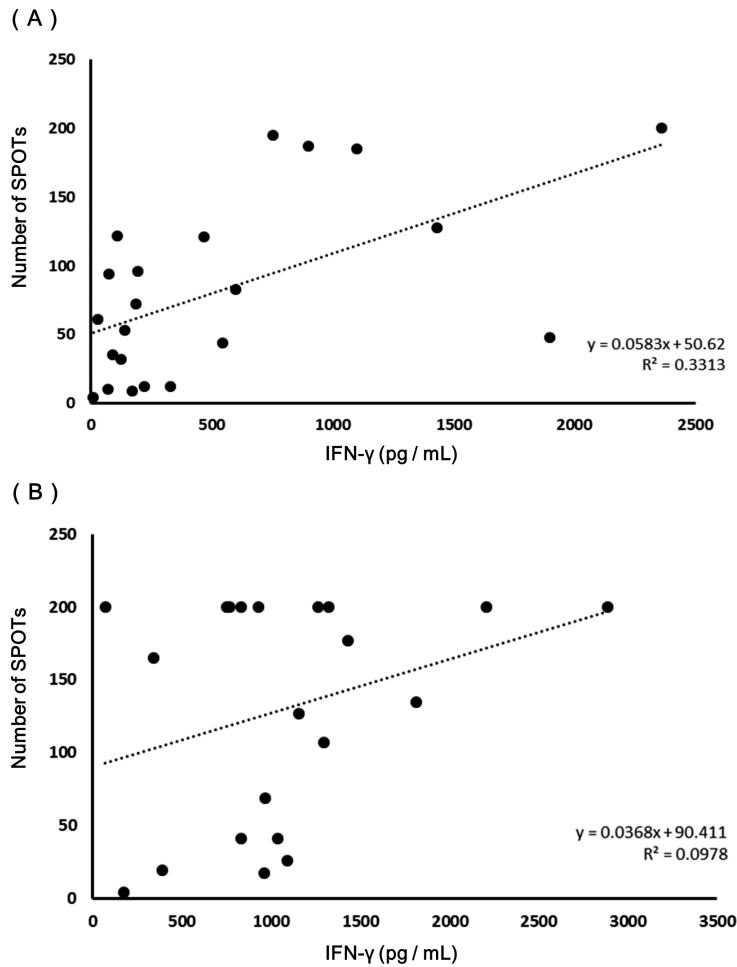 ( A )
250
200
150
100
50
0
Number of SPOTs
y = 0.0583x + 50.62
R² = 0.3313
0 500 1000 1500 2000 2500
IFN-γ (pg / mL)
( B )
250
200
150
100
50
0
Number of SPOTs
y = 0.0368x + 90.411
R² = 0.0978
0 500 1000 1500 2000 2500 3000 3500
IFN-γ (pg / mL)